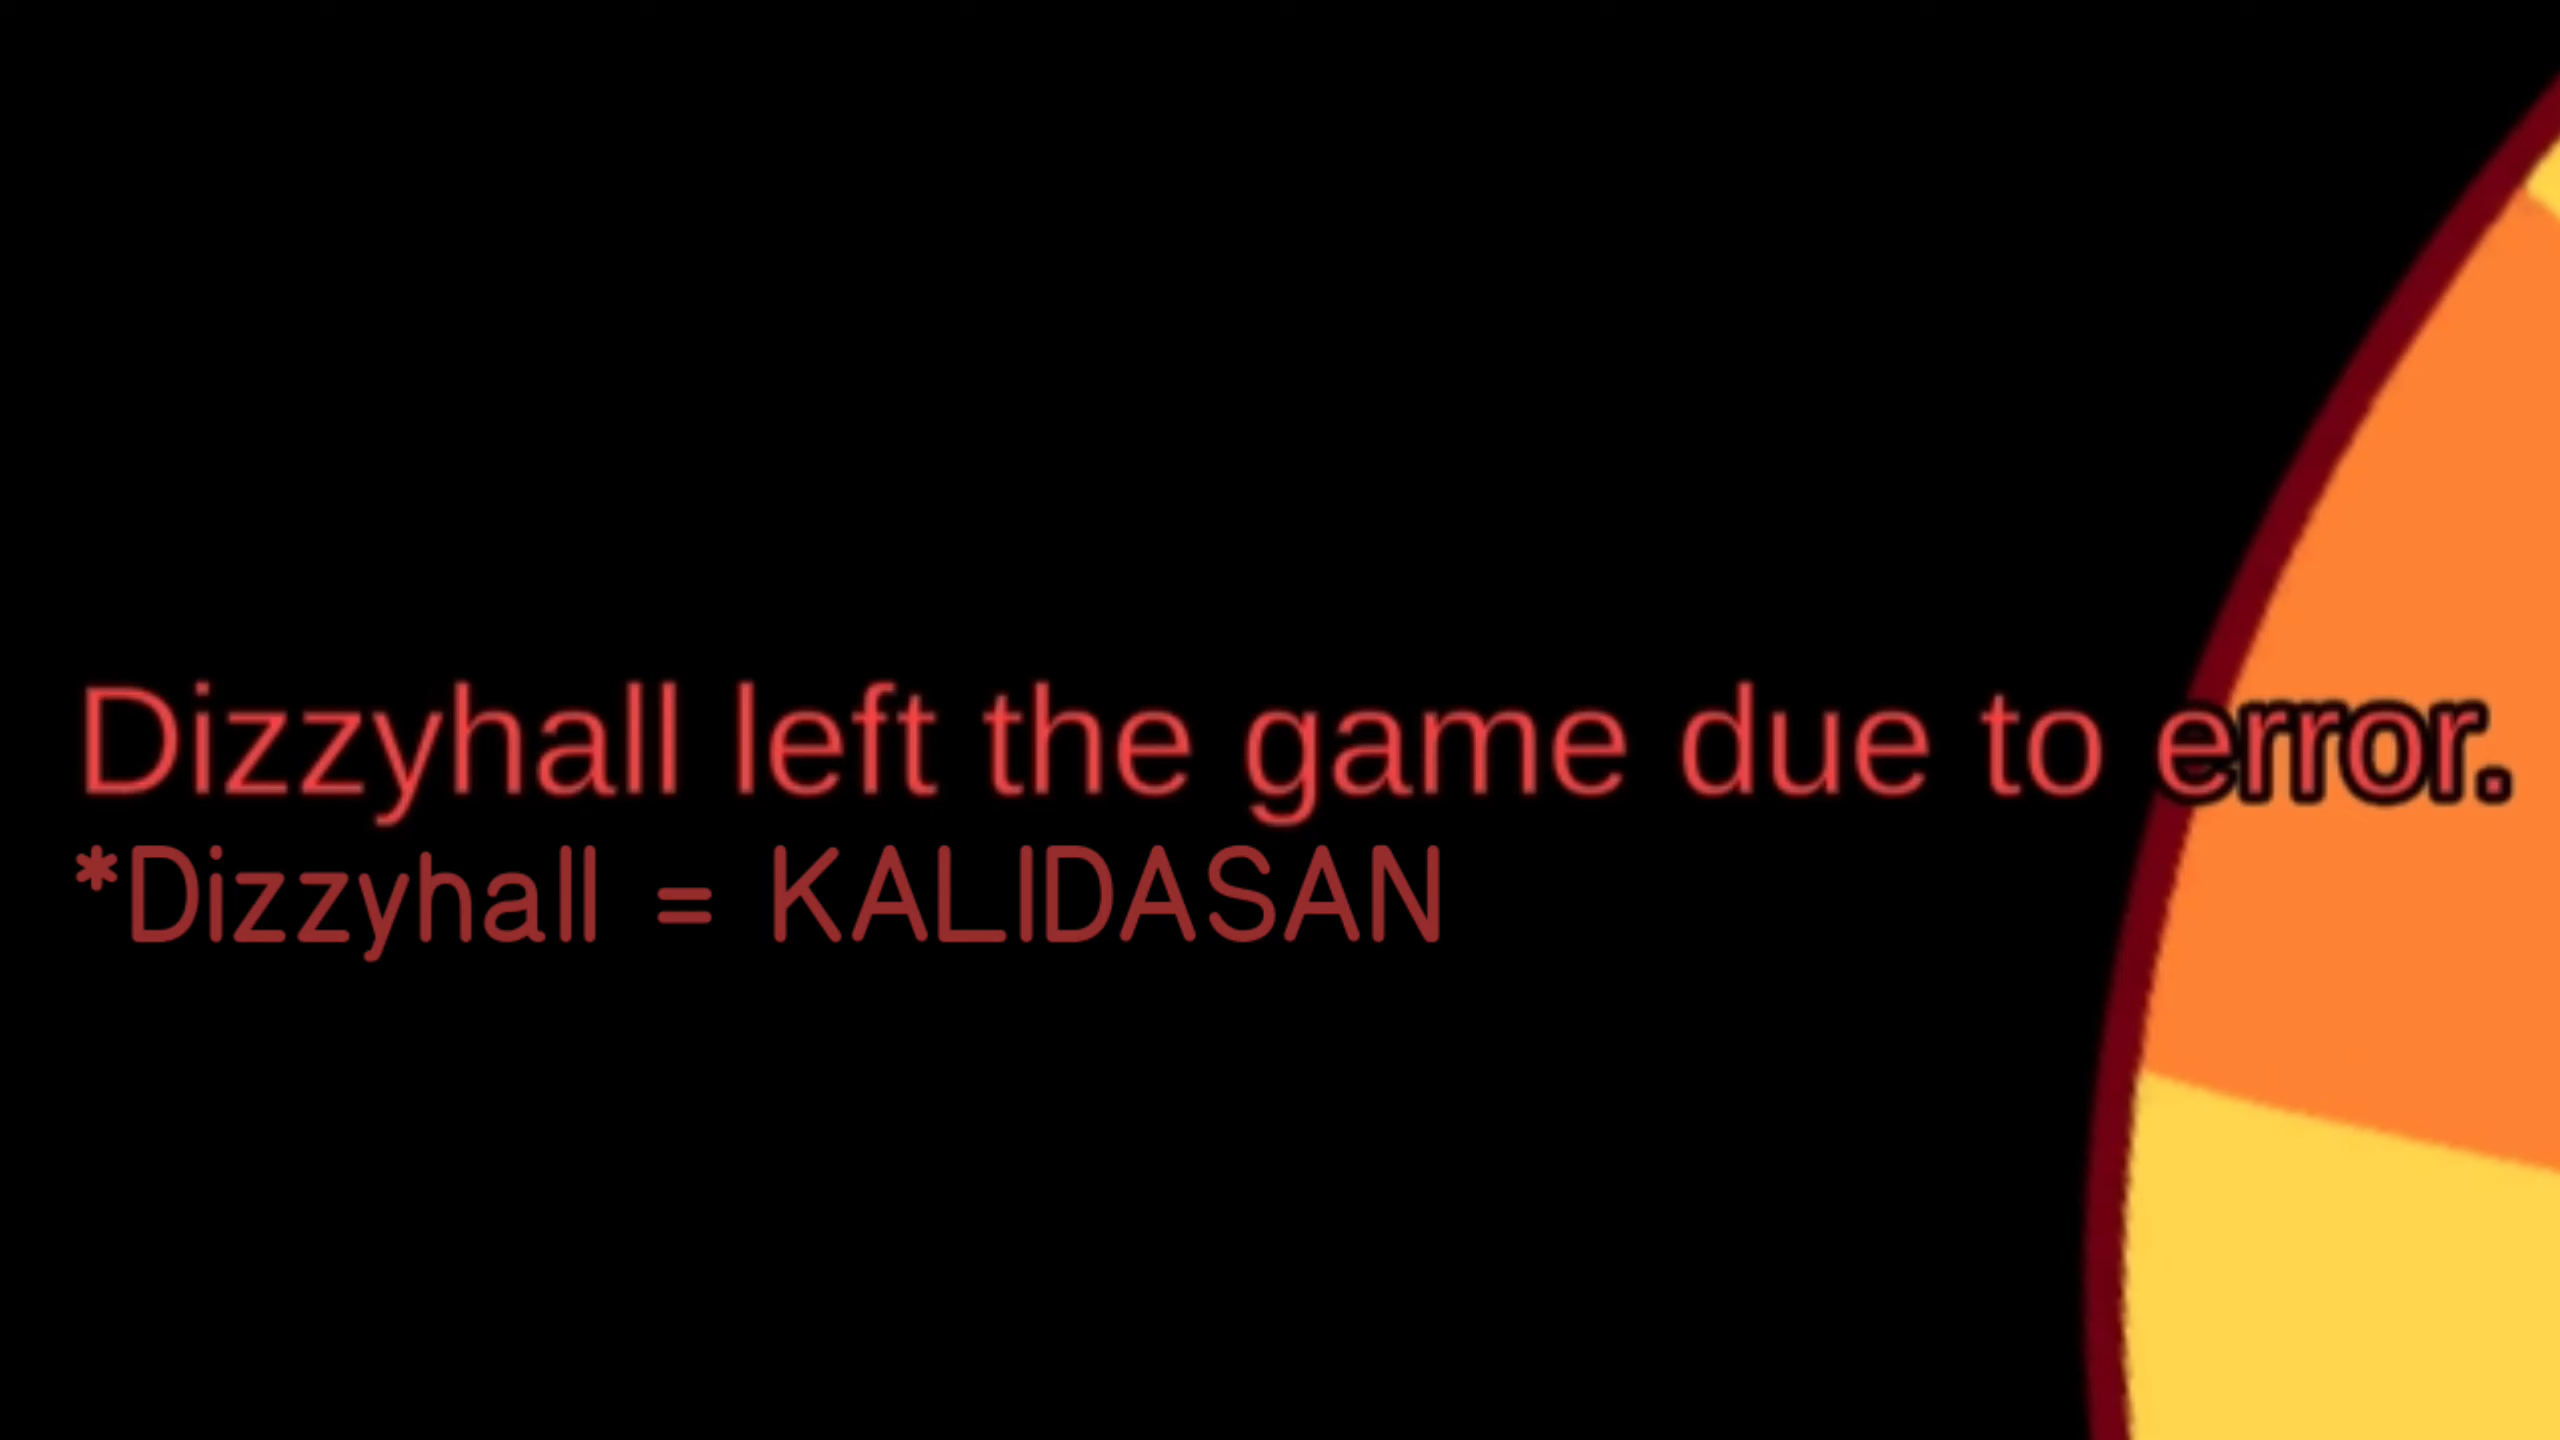 Dizzyhall left the game due to error.
*Dizzyhall = KALIDASAN